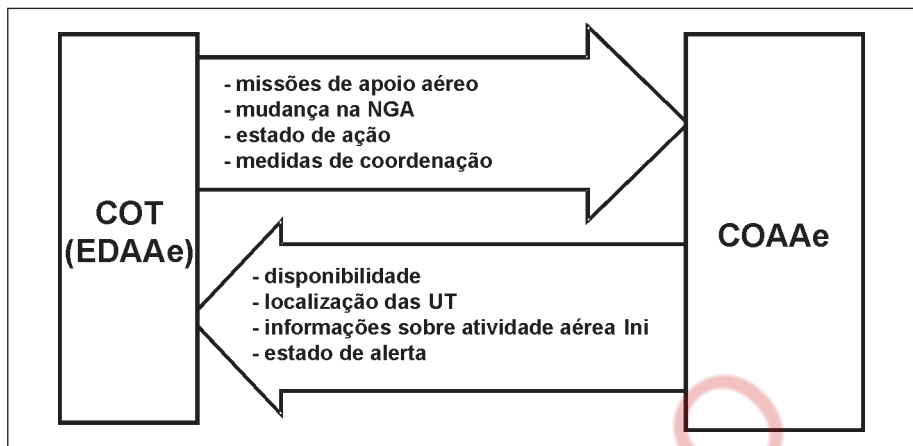 COT
(EDAAe)
- missões de apoio aéreo
- mudança na NGA
- estado de ação
- medidas de coordenação
- disponibilidade
- localização das UT
- informações sobre atividade aérea Ini
- estado de alerta
COAAe